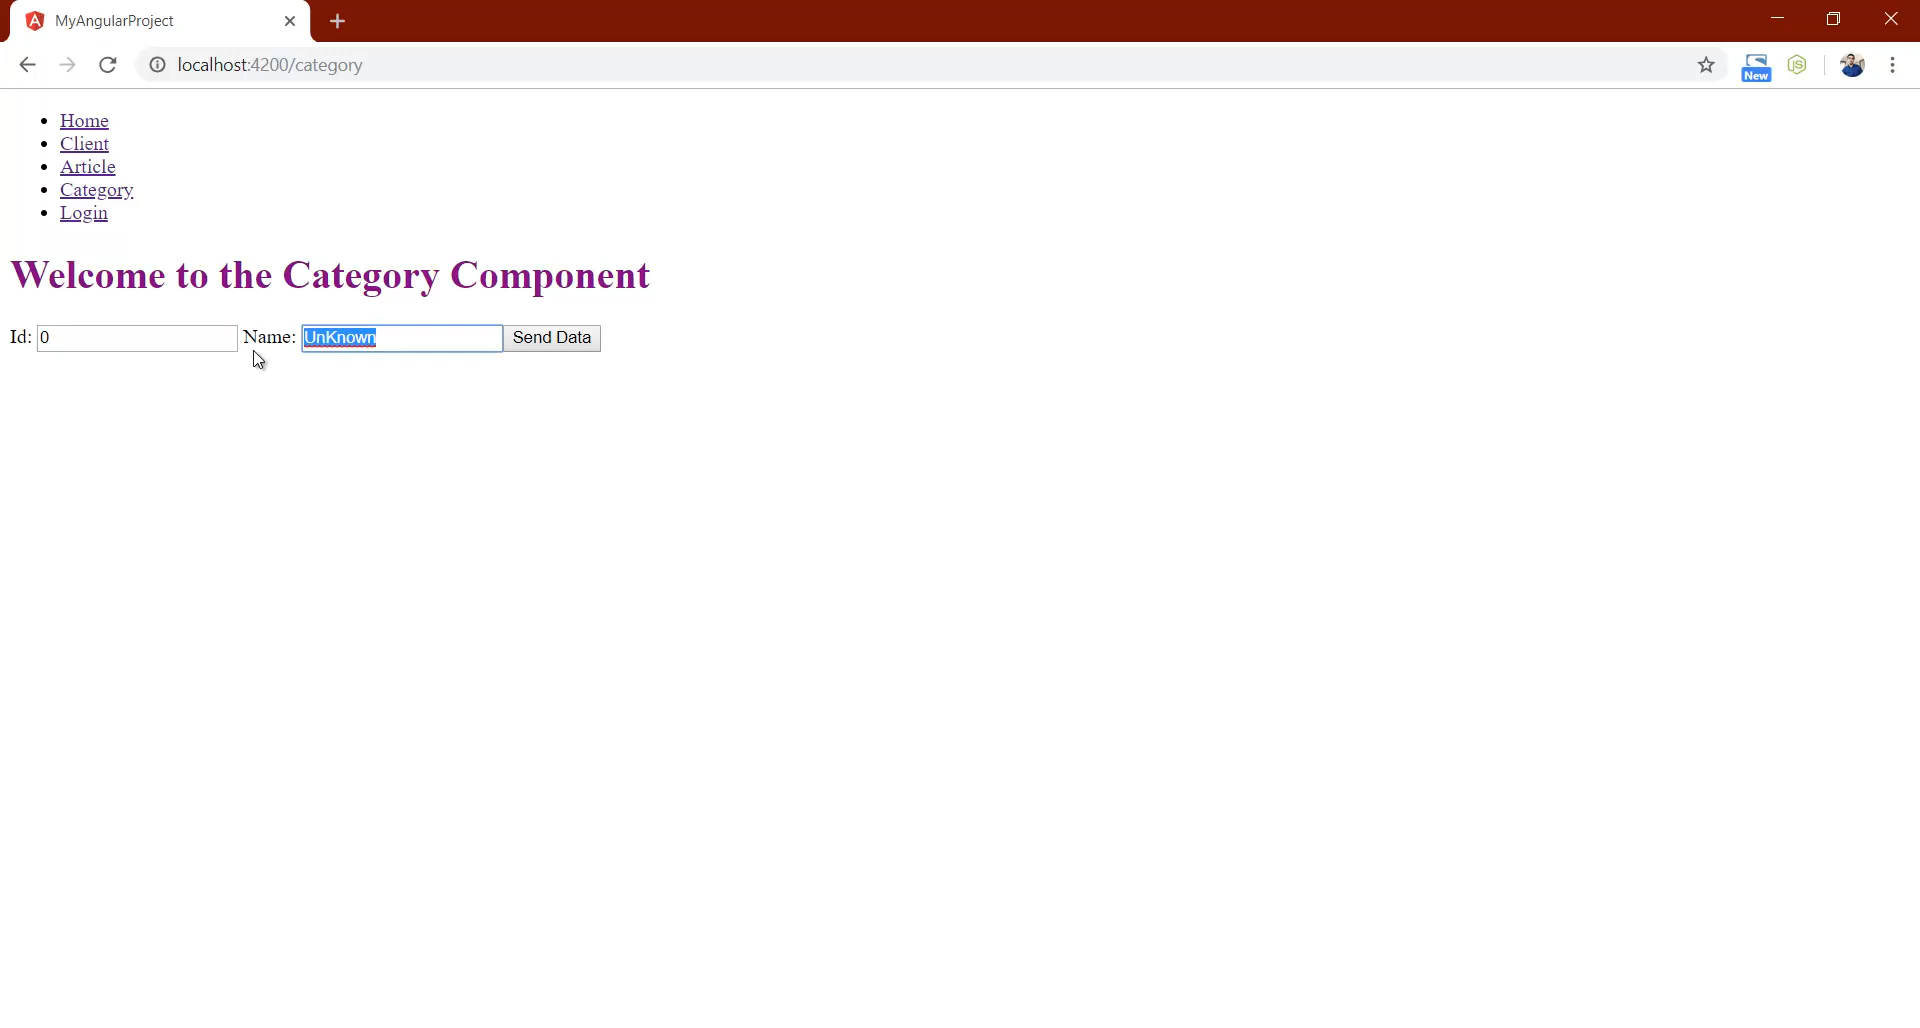 MyAngularProject
localhost:4200/category
New
Home
Client
Article
Category
Login
Welcome to the Category Component
Id: 0 Name: UnKnown Send Data